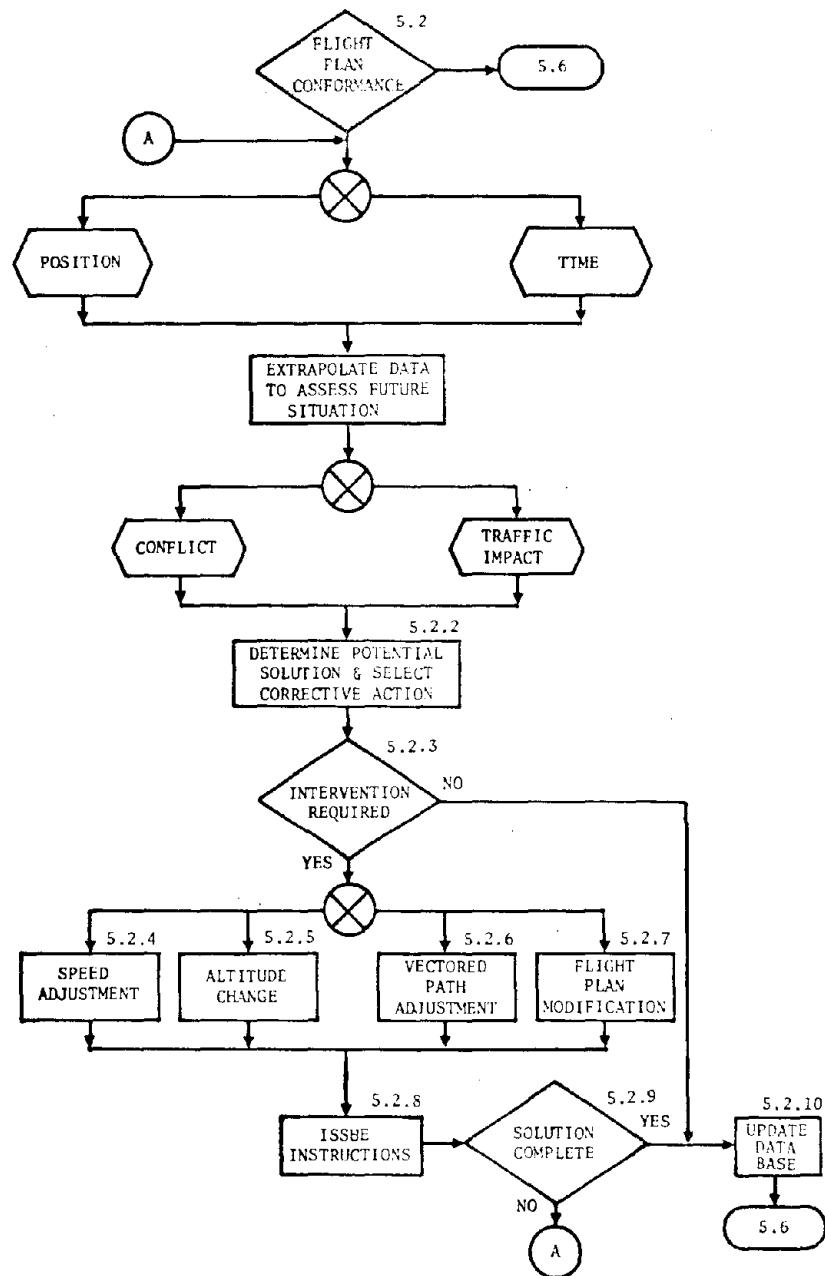 5.2
FLIGHT
PLAN
CONFORMANCE
5.6
A
POSITION
TIME
EXTRAPOLATE DATA
TO ASSESS FUTURE
SITUATION
CONFLICT
TRAFFIC
IMPACT
5.2.2
DETERMINE POTENTIAL
SOLUTION & SELECT
CORRECTIVE ACTION
5.2.3
INTERVENTION
REQUIRED
NO
YES
5.2.4
SPEED
ADJUSTMENT
5.2.5
ALTITUDE
CHANGE
5.2.6
VECTORED
PATH
ADJUSTMENT
5.2.7
FLIGHT
PLAN
MODIFICATION
5.2.8
ISSUE
INSTRUCTIONS
5.2.9
SOLUTION
COMPLETE
YES
NO
A
5.2.10
UPDATE
DATA
BASE
5.6